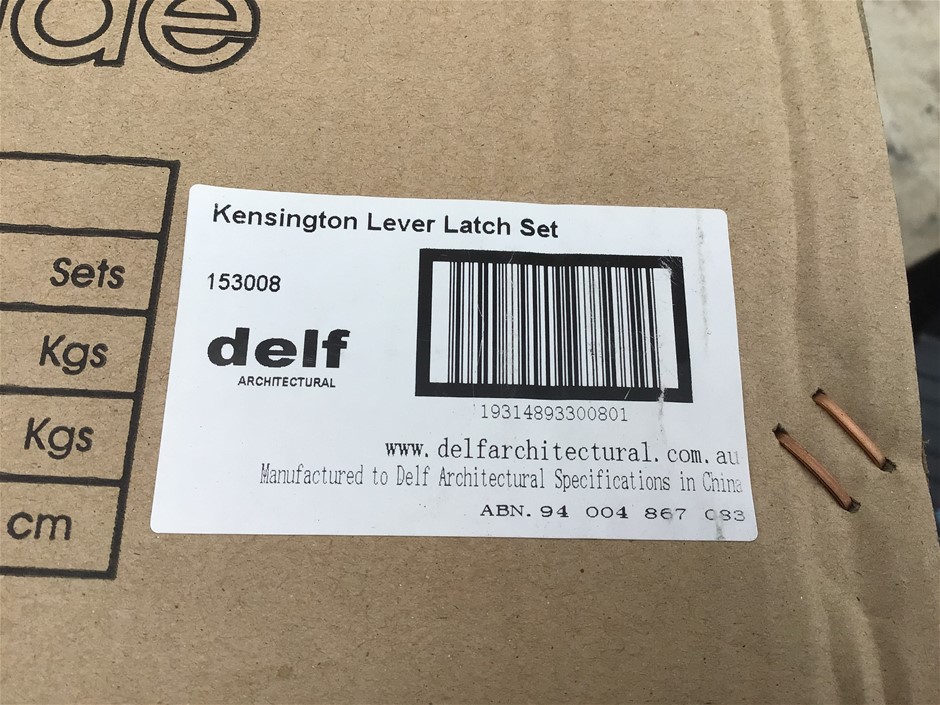 Kensington Lever Latch Set
153008
delf
ARCHITECTURAL
19314893300801
www.delfarchitectural.com.au
Manufactured to Delf Architectural Specifications in China
ABN. 94 004 867 083
Sets
Kgs
Kgs
cm